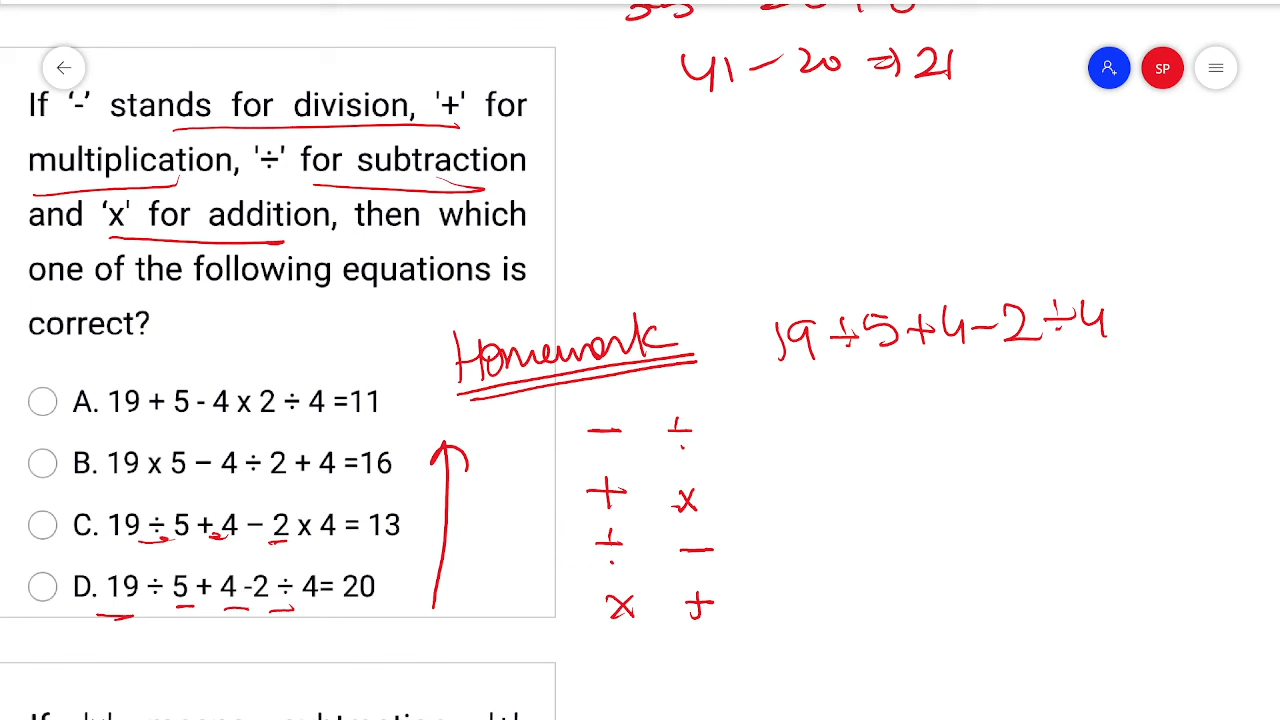 41 - 20 ⇒ 21
SP
If ‘-’ stands for division, '+' for
multiplication, '÷' for subtraction
and ‘x' for addition, then which
one of the following equations is
correct?
Homework
19 ÷ 5 + 4 - 2 ÷ 4
A. 19 + 5 - 4 x 2 ÷ 4 =11
B. 19 x 5 – 4 ÷ 2 + 4 =16
C. 19 ÷ 5 + 4 – 2 x 4 = 13
D. 19 ÷ 5 + 4 -2 ÷ 4= 20
- ÷
+ x
÷ -
x +